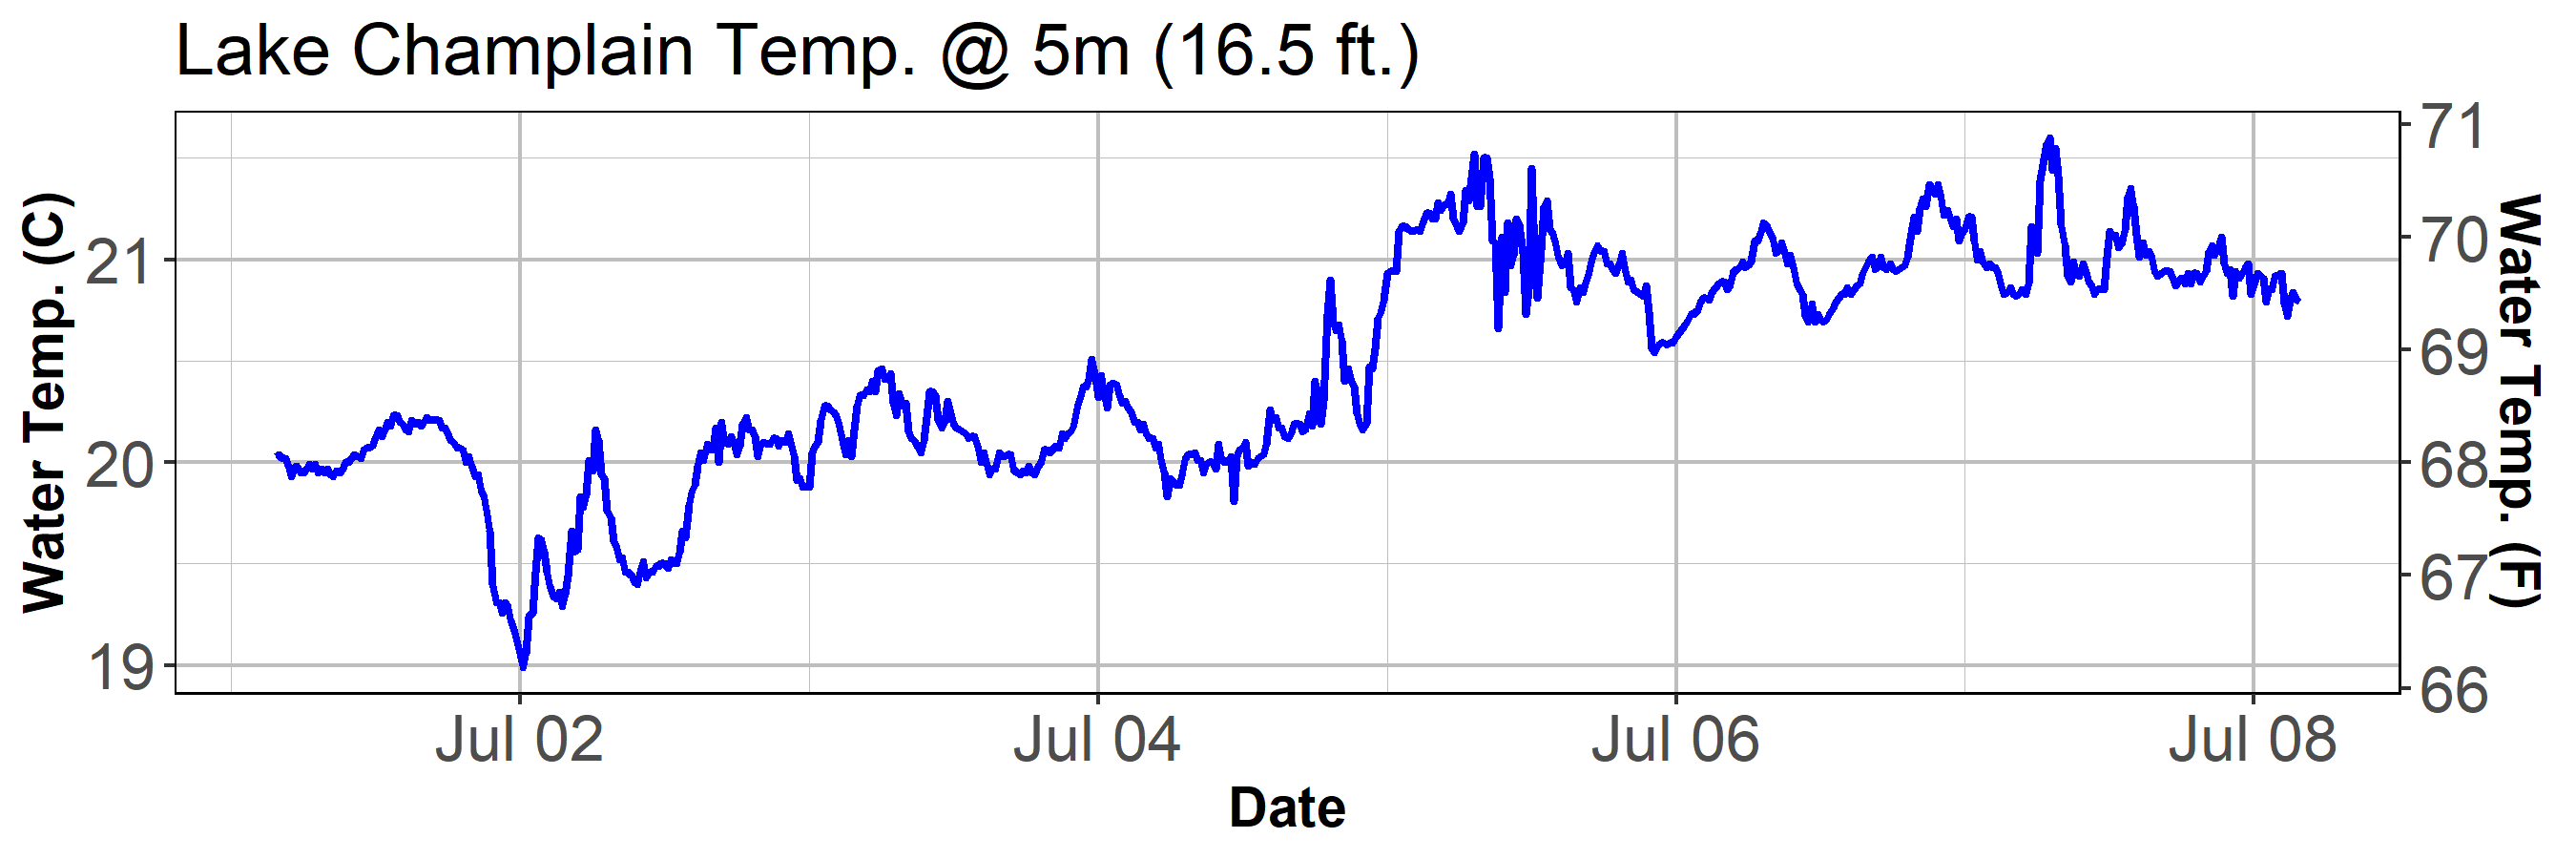 Lake Champlain Temp. @ 5m (16.5 ft.)
Water Temp. (C)
21
20
19
71
70
69
68
67
66
Water Temp. (F)
Jul 02 Jul 04 Jul 06 Jul 08
Date